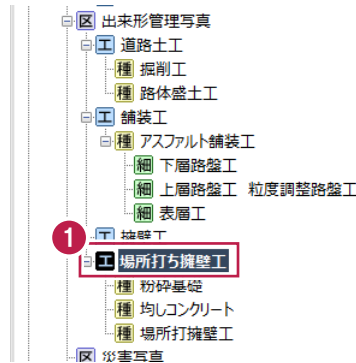 区 出来形管理写真
工 道路土工
種 掘削工
種 路体盛土工
工 舗装工
種 アスファルト舗装工
細 下層路盤工
細 上層路盤工 粒度調整路盤工
細 表層工
工 擁壁工
1
工 場所打ち擁壁工
種 粉砕基礎
種 均しコンクリート
種 場所打擁壁工
区 災害写真